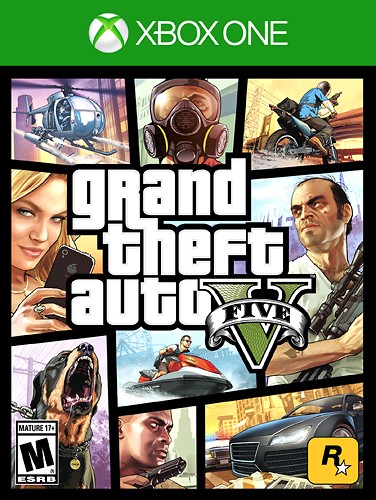 XBOX ONE
grand
theft
auto V
FIVE
MATURE 17+
M
ESRB
R